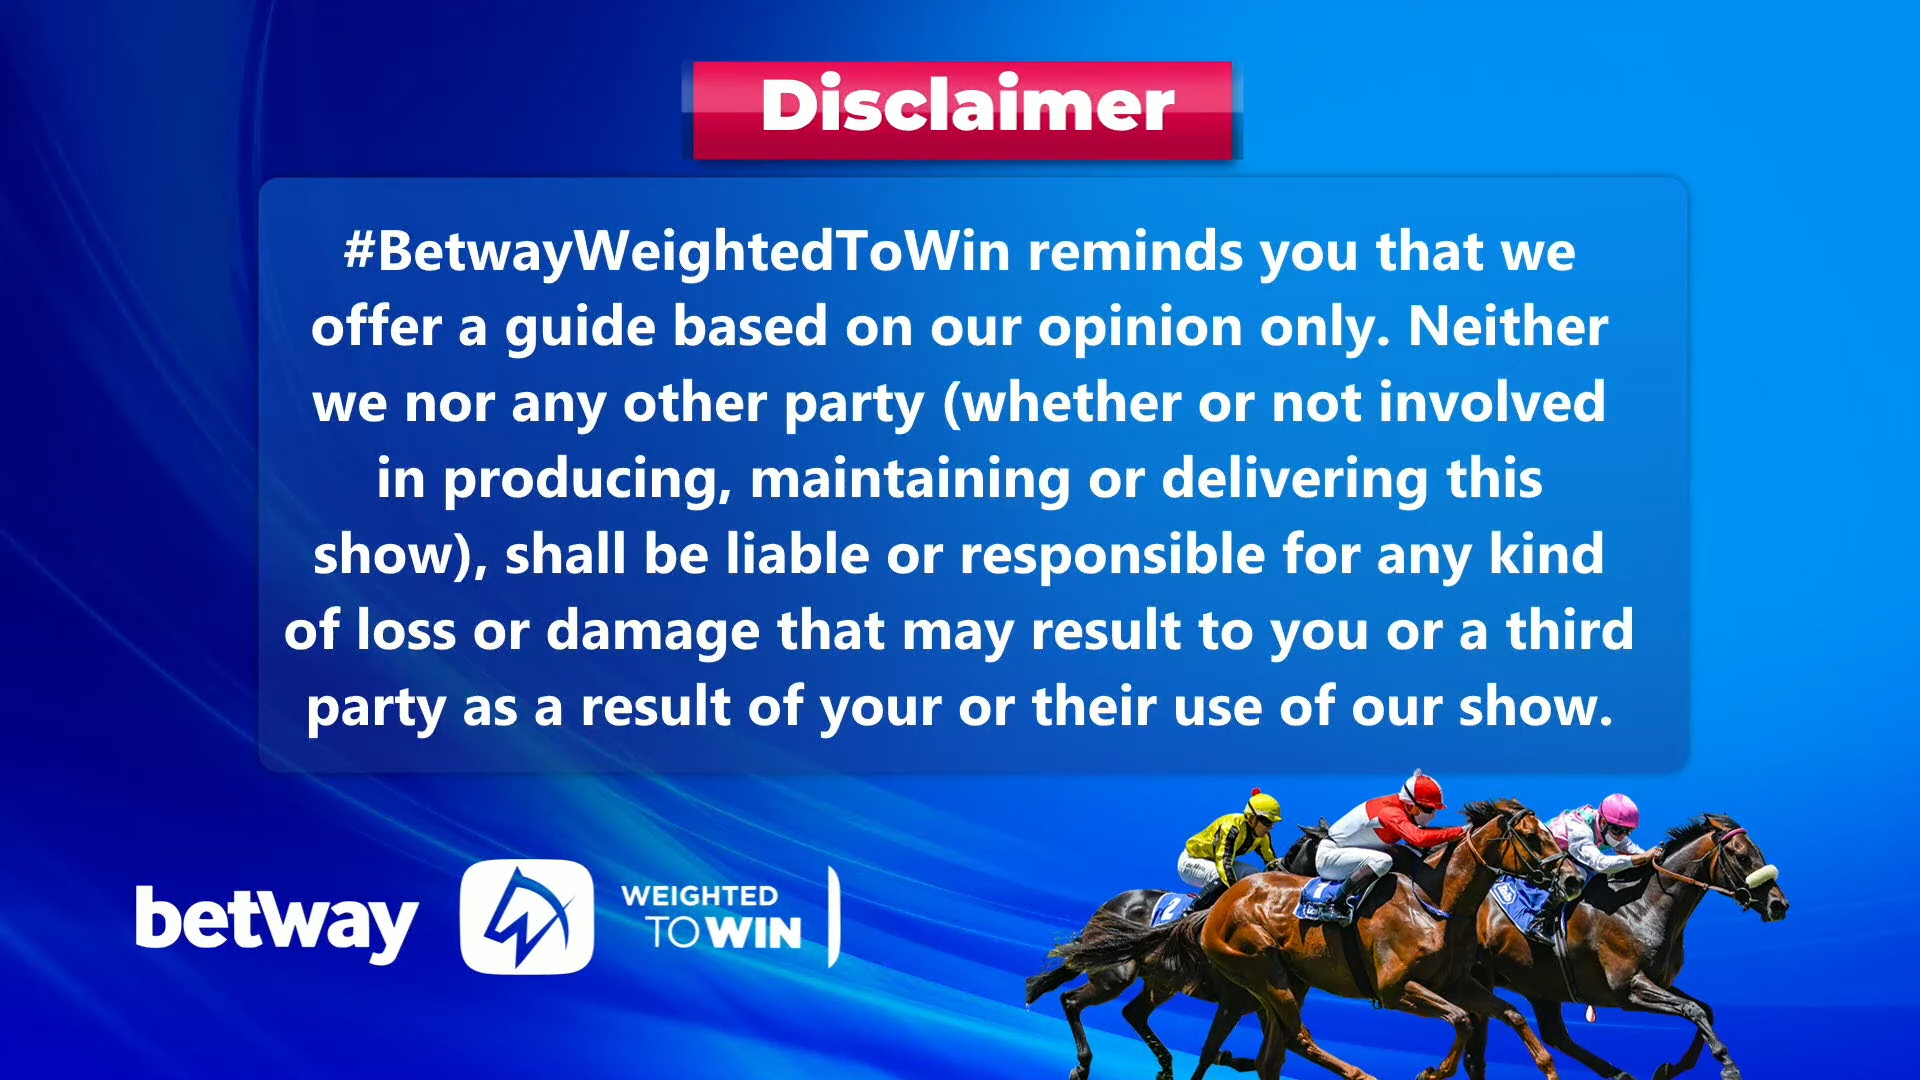 Disclaimer
#BetwayWeightedToWin reminds you that we
offer a guide based on our opinion only. Neither
we nor any other party (whether or not involved
in producing, maintaining or delivering this
show), shall be liable or responsible for any kind
of loss or damage that may result to you or a third
party as a result of your or their use of our show.
betway
WEIGHTED
TO WIN
2
1